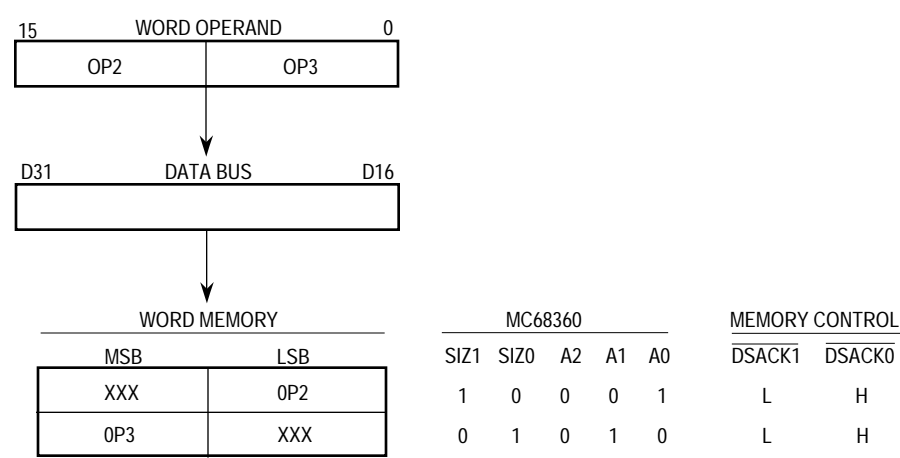 15 WORD OPERAND 0
OP2 OP3
D31 DATA BUS D16
WORD MEMORY MC68360 MEMORY CONTROL
MSB LSB SIZ1 SIZ0 A2 A1 A0 DSACK1 DSACK0
XXX 0P2 1 0 0 0 1 L H
0P3 XXX 0 1 0 1 0 L H